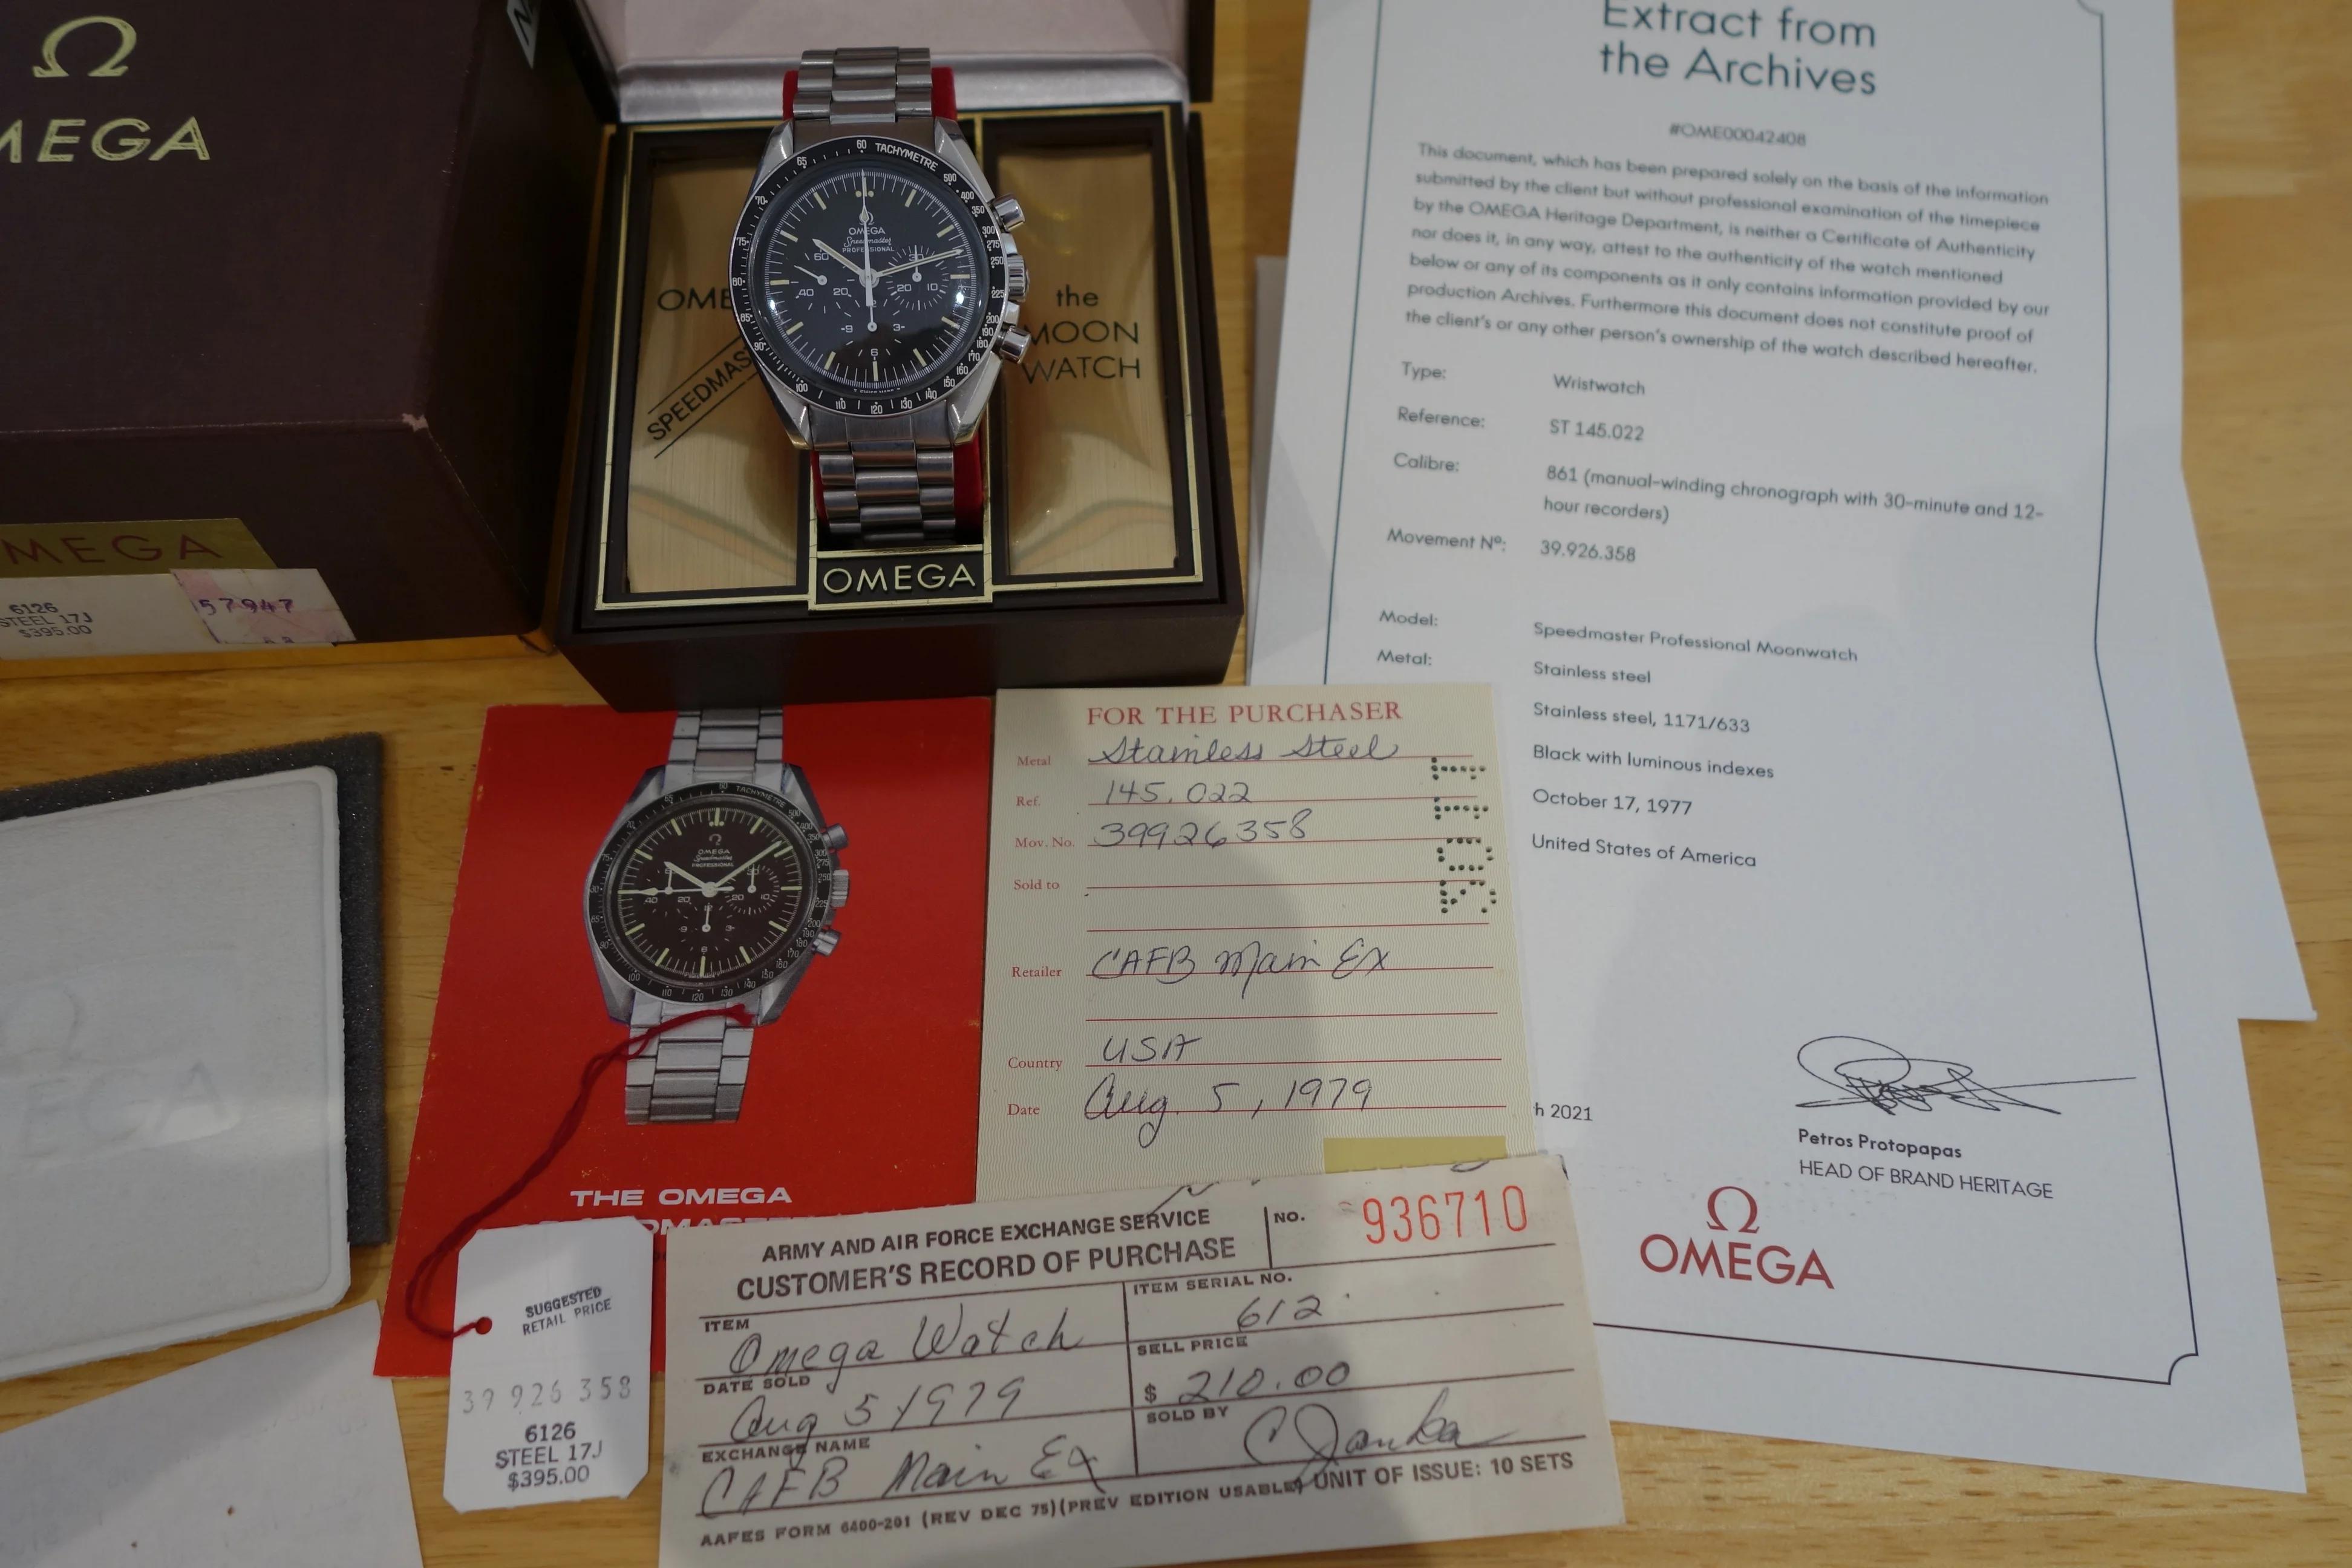 OMEGA
OMEGA
6126
STEEL 17J
$395.00
57947
TACHYMETRE
OMEGA
Speedmaster
PROFESSIONAL
SPEEDMAS
the
MOON
WATCH
OMEGA
Extract from
the Archives
#OME00042408
This document, which has been prepared solely on the basis of the information
submitted by the client but without professional examination of the timepiece
by the OMEGA Heritage Department, is neither a Certificate of Authenticity
nor does it, in any way, attest to the authenticity of the watch mentioned
below or any of its components as it only contains information provided by our
production Archives. Furthermore this document does not constitute proof of
the client's or any other person's ownership of the watch described hereafter.
Type: Wristwatch
Reference: ST 145.022
Calibre: 861 (manual-winding chronograph with 30-minute and 12-
hour recorders)
Movement Nº: 39.926.358
Model: Speedmaster Professional Moonwatch
Metal: Stainless steel
Stainless steel, 1171/633
Black with luminous indexes
October 17, 1977
United States of America
h 2021
Petros Protopapas
HEAD OF BRAND HERITAGE
OMEGA
TACHYMETRE
OMEGA
Speedmaster
PROFESSIONAL
THE OMEGA
FOR THE PURCHASER
Metal Stainless Steel
Ref. 145.022
Mov. No. 39926358
Sold to
Retailer CAFB Main Ex
Country USA
Date Aug. 5, 1979
SUGGESTED
RETAIL PRICE
39 926 358
6126
STEEL 17J
$395.00
ARMY AND AIR FORCE EXCHANGE SERVICE
CUSTOMER'S RECORD OF PURCHASE
NO. 936710
ITEM Omega Watch
ITEM SERIAL NO. 612
DATE SOLD Aug 5, 1979
SELL PRICE $ 210.00
EXCHANGE NAME CAFB Main Ex
SOLD BY
AAFES FORM 6400-201 (REV DEC 75) (PREV EDITION USABLE) UNIT OF ISSUE: 10 SETS